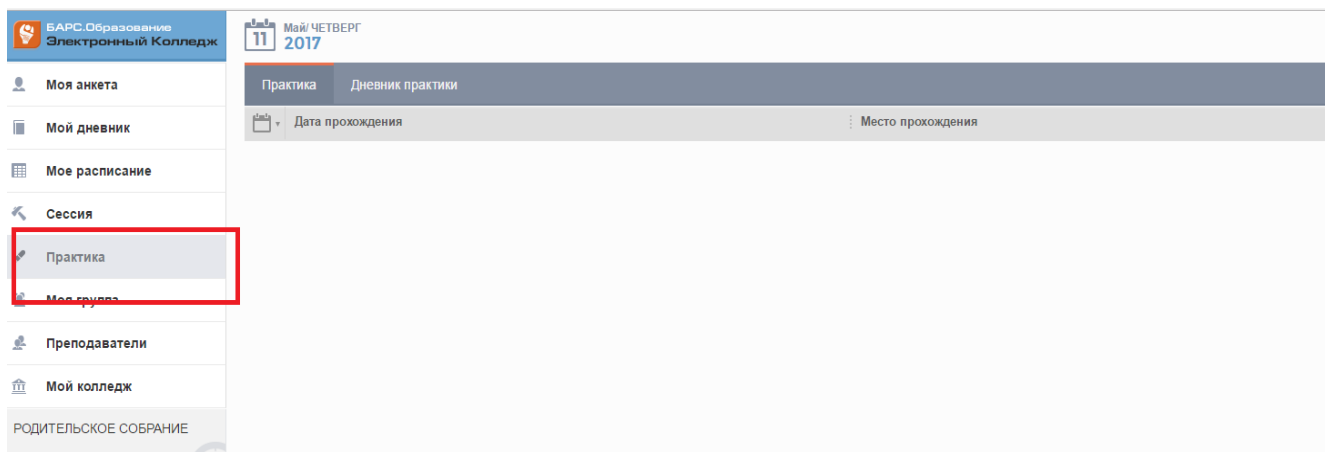 БАРС.Образование
Электронный Колледж
11
Май/ ЧЕТВЕРГ
2017
Моя анкета
Мой дневник
Мое расписание
Сессия
Практика
Моя группа
Преподаватели
Мой колледж
РОДИТЕЛЬСКОЕ СОБРАНИЕ
Практика Дневник практики
Дата прохождения Место прохождения